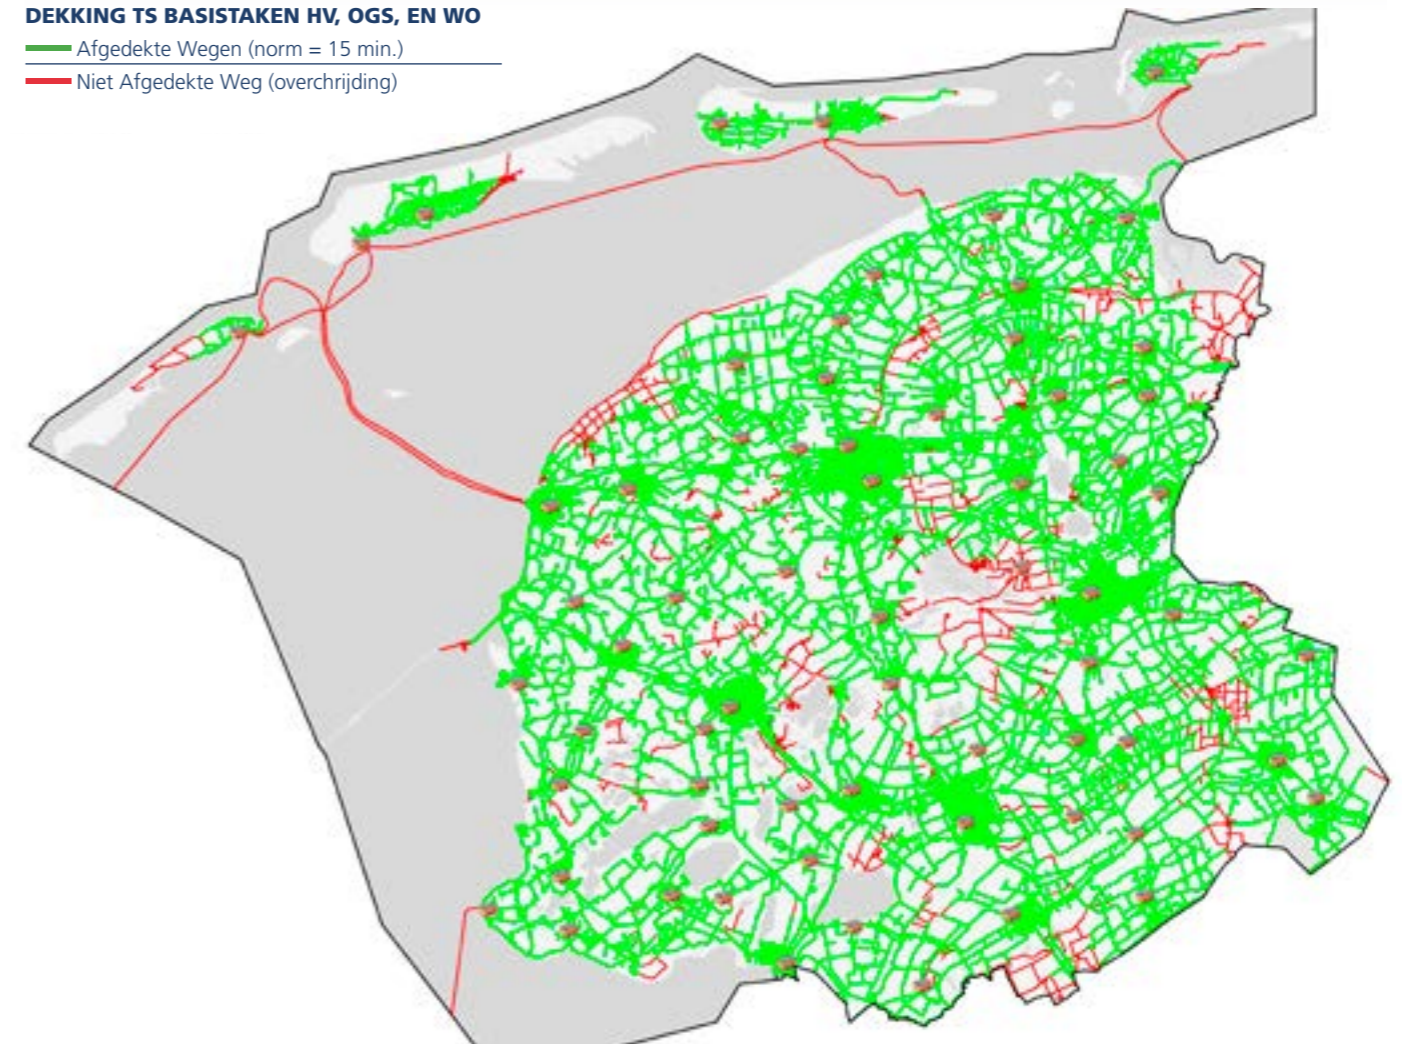 DEKKING TS BASISTAKEN HV, OGS, EN WO
Afgedekte Wegen (norm = 15 min.)
Niet Afgedekte Weg (overchrijding)